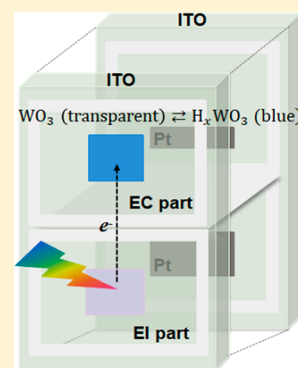 ITO
ITO
WO₃ (transparent) ⇄ HₓWO₃ (blue)
Pt
EC part
e⁻
Pt
EI part